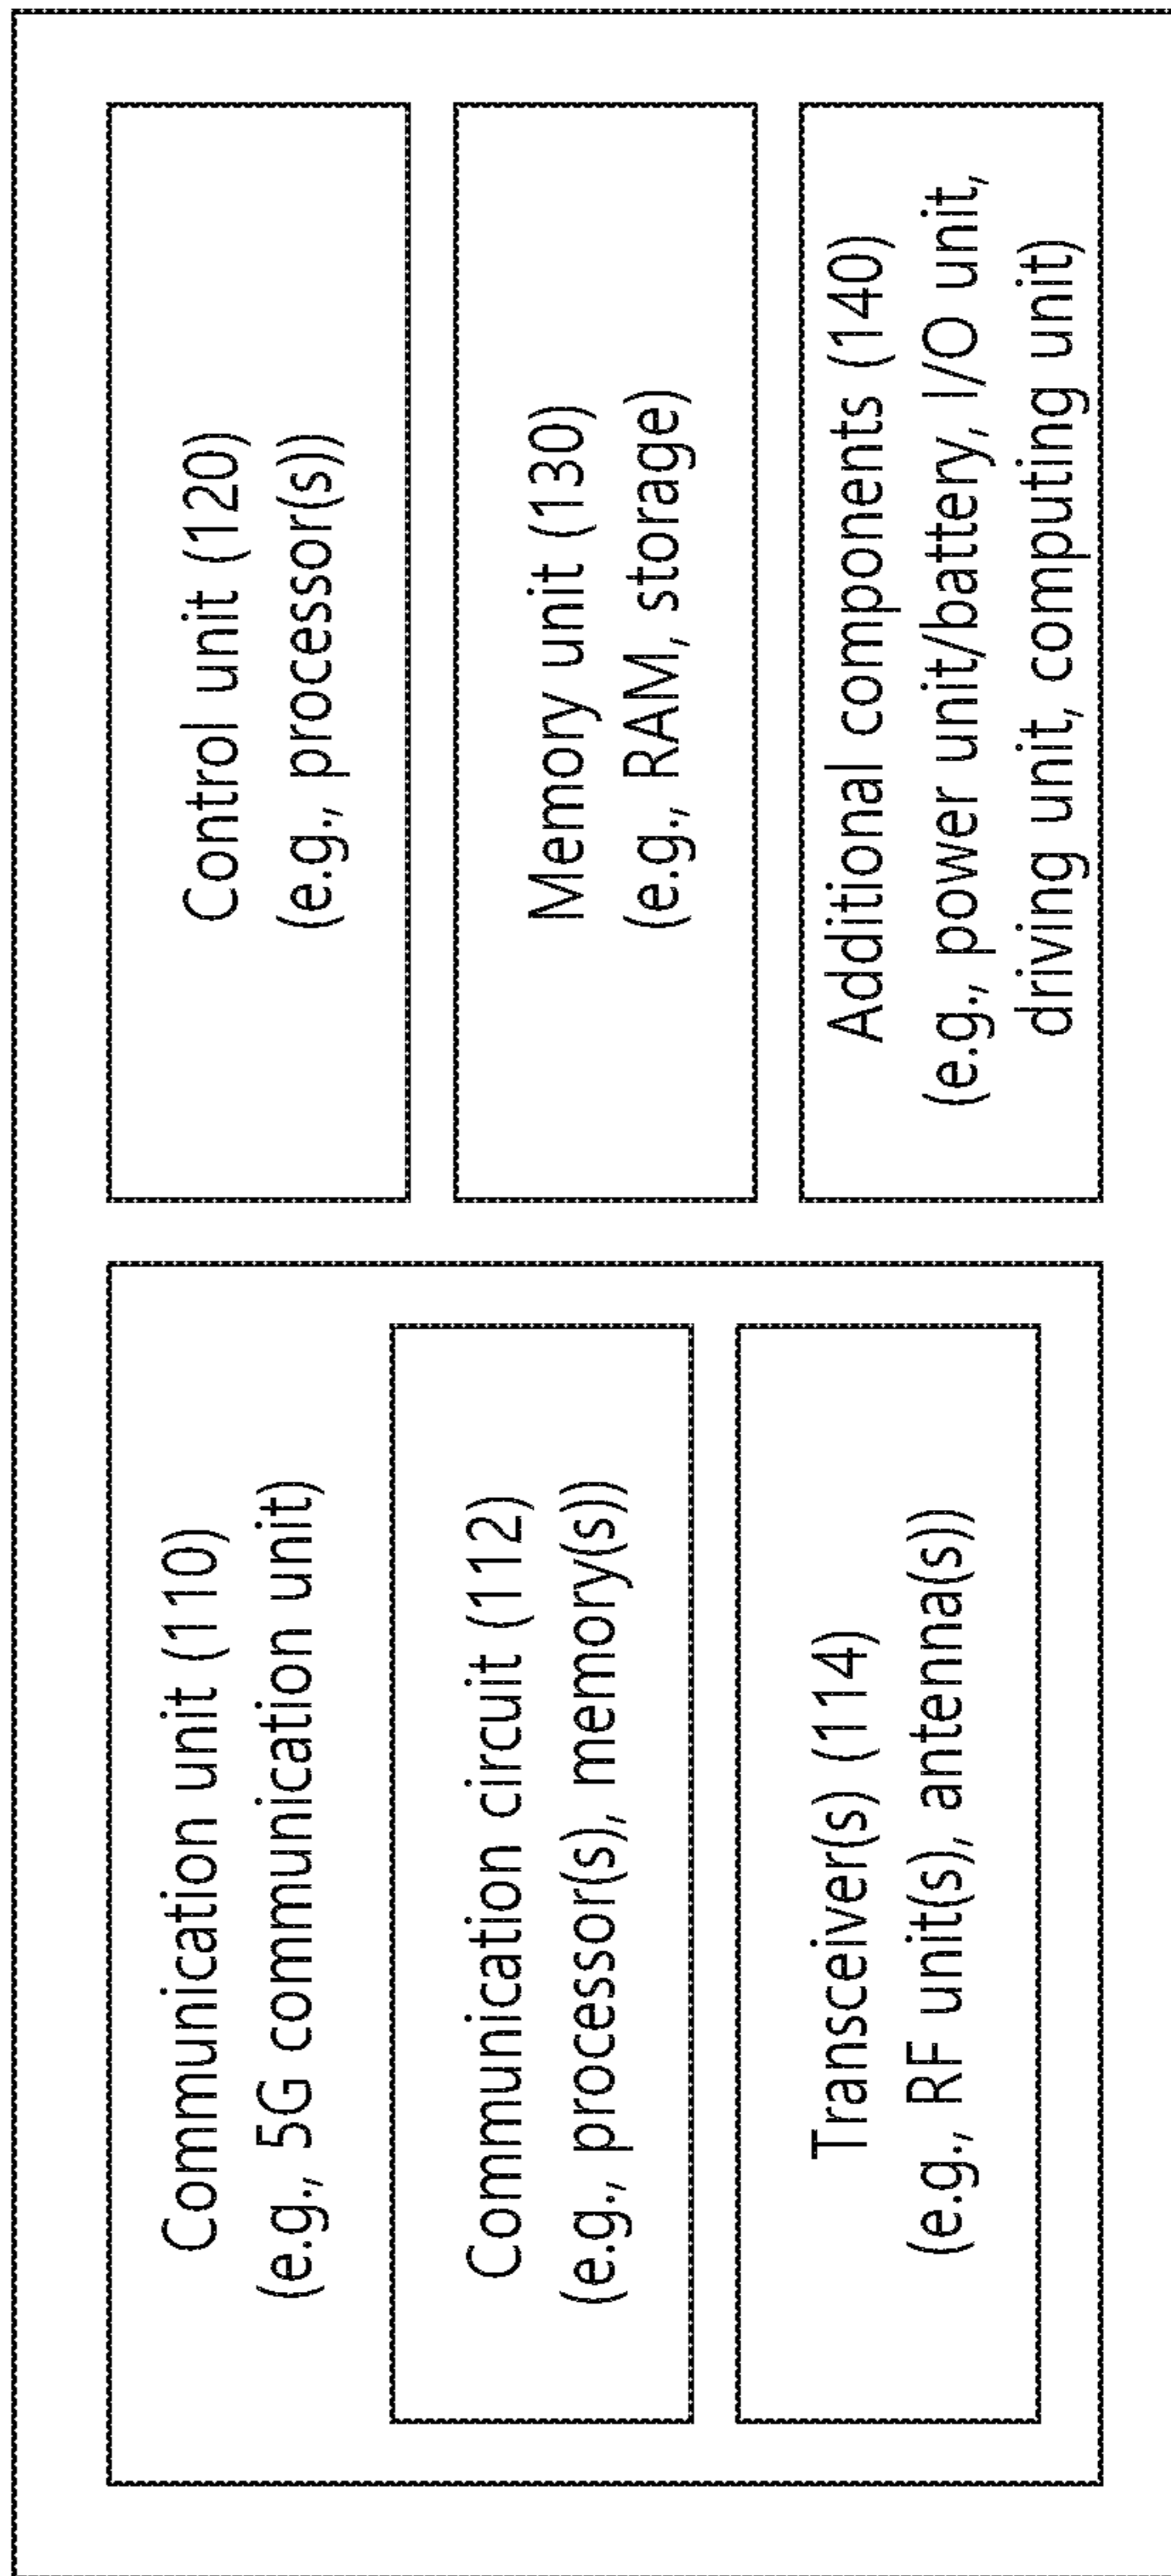 Communication unit (110)
(e.g., 5G communication unit)
Communication circuit (112)
(e.g., processor(s), memory(s))
Transceiver(s) (114)
(e.g., RF unit(s), antenna(s))
Control unit (120)
(e.g., processor(s))
Memory unit (130)
(e.g., RAM, storage)
Additional components (140)
(e.g., power unit/battery, I/O unit,
driving unit, computing unit)